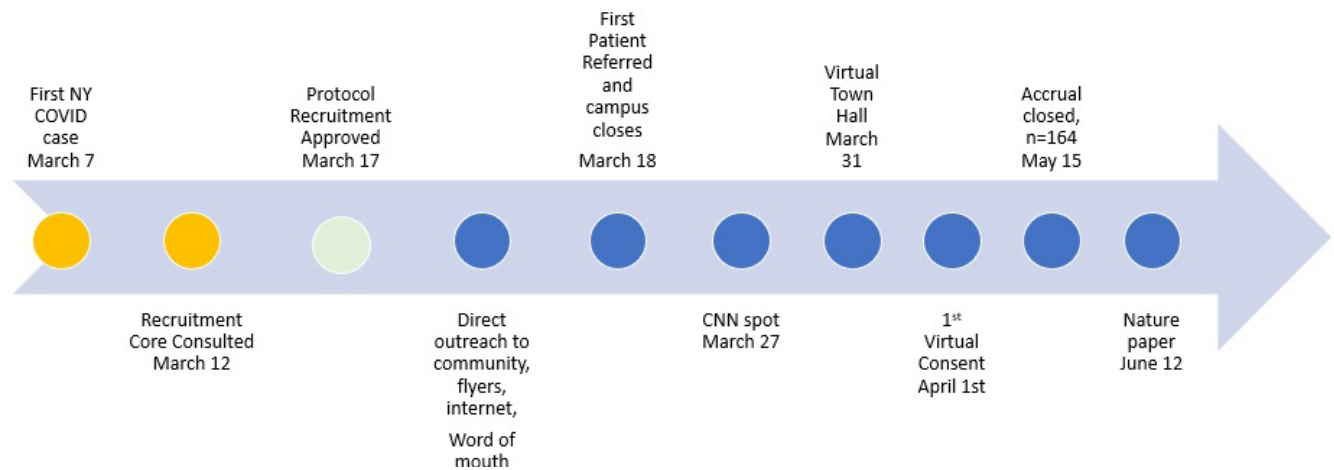 First NY
COVID
case
March 7
Recruitment
Core Consulted
March 12
Protocol
Recruitment
Approved
March 17
Direct
outreach to
community,
flyers,
internet,
Word of
mouth
First
Patient
Referred
and
campus
closes
March 18
CNN spot
March 27
Virtual
Town
Hall
March
31
1st
Virtual
Consent
April 1st
Accrual
closed,
n=164
May 15
Nature
paper
June 12